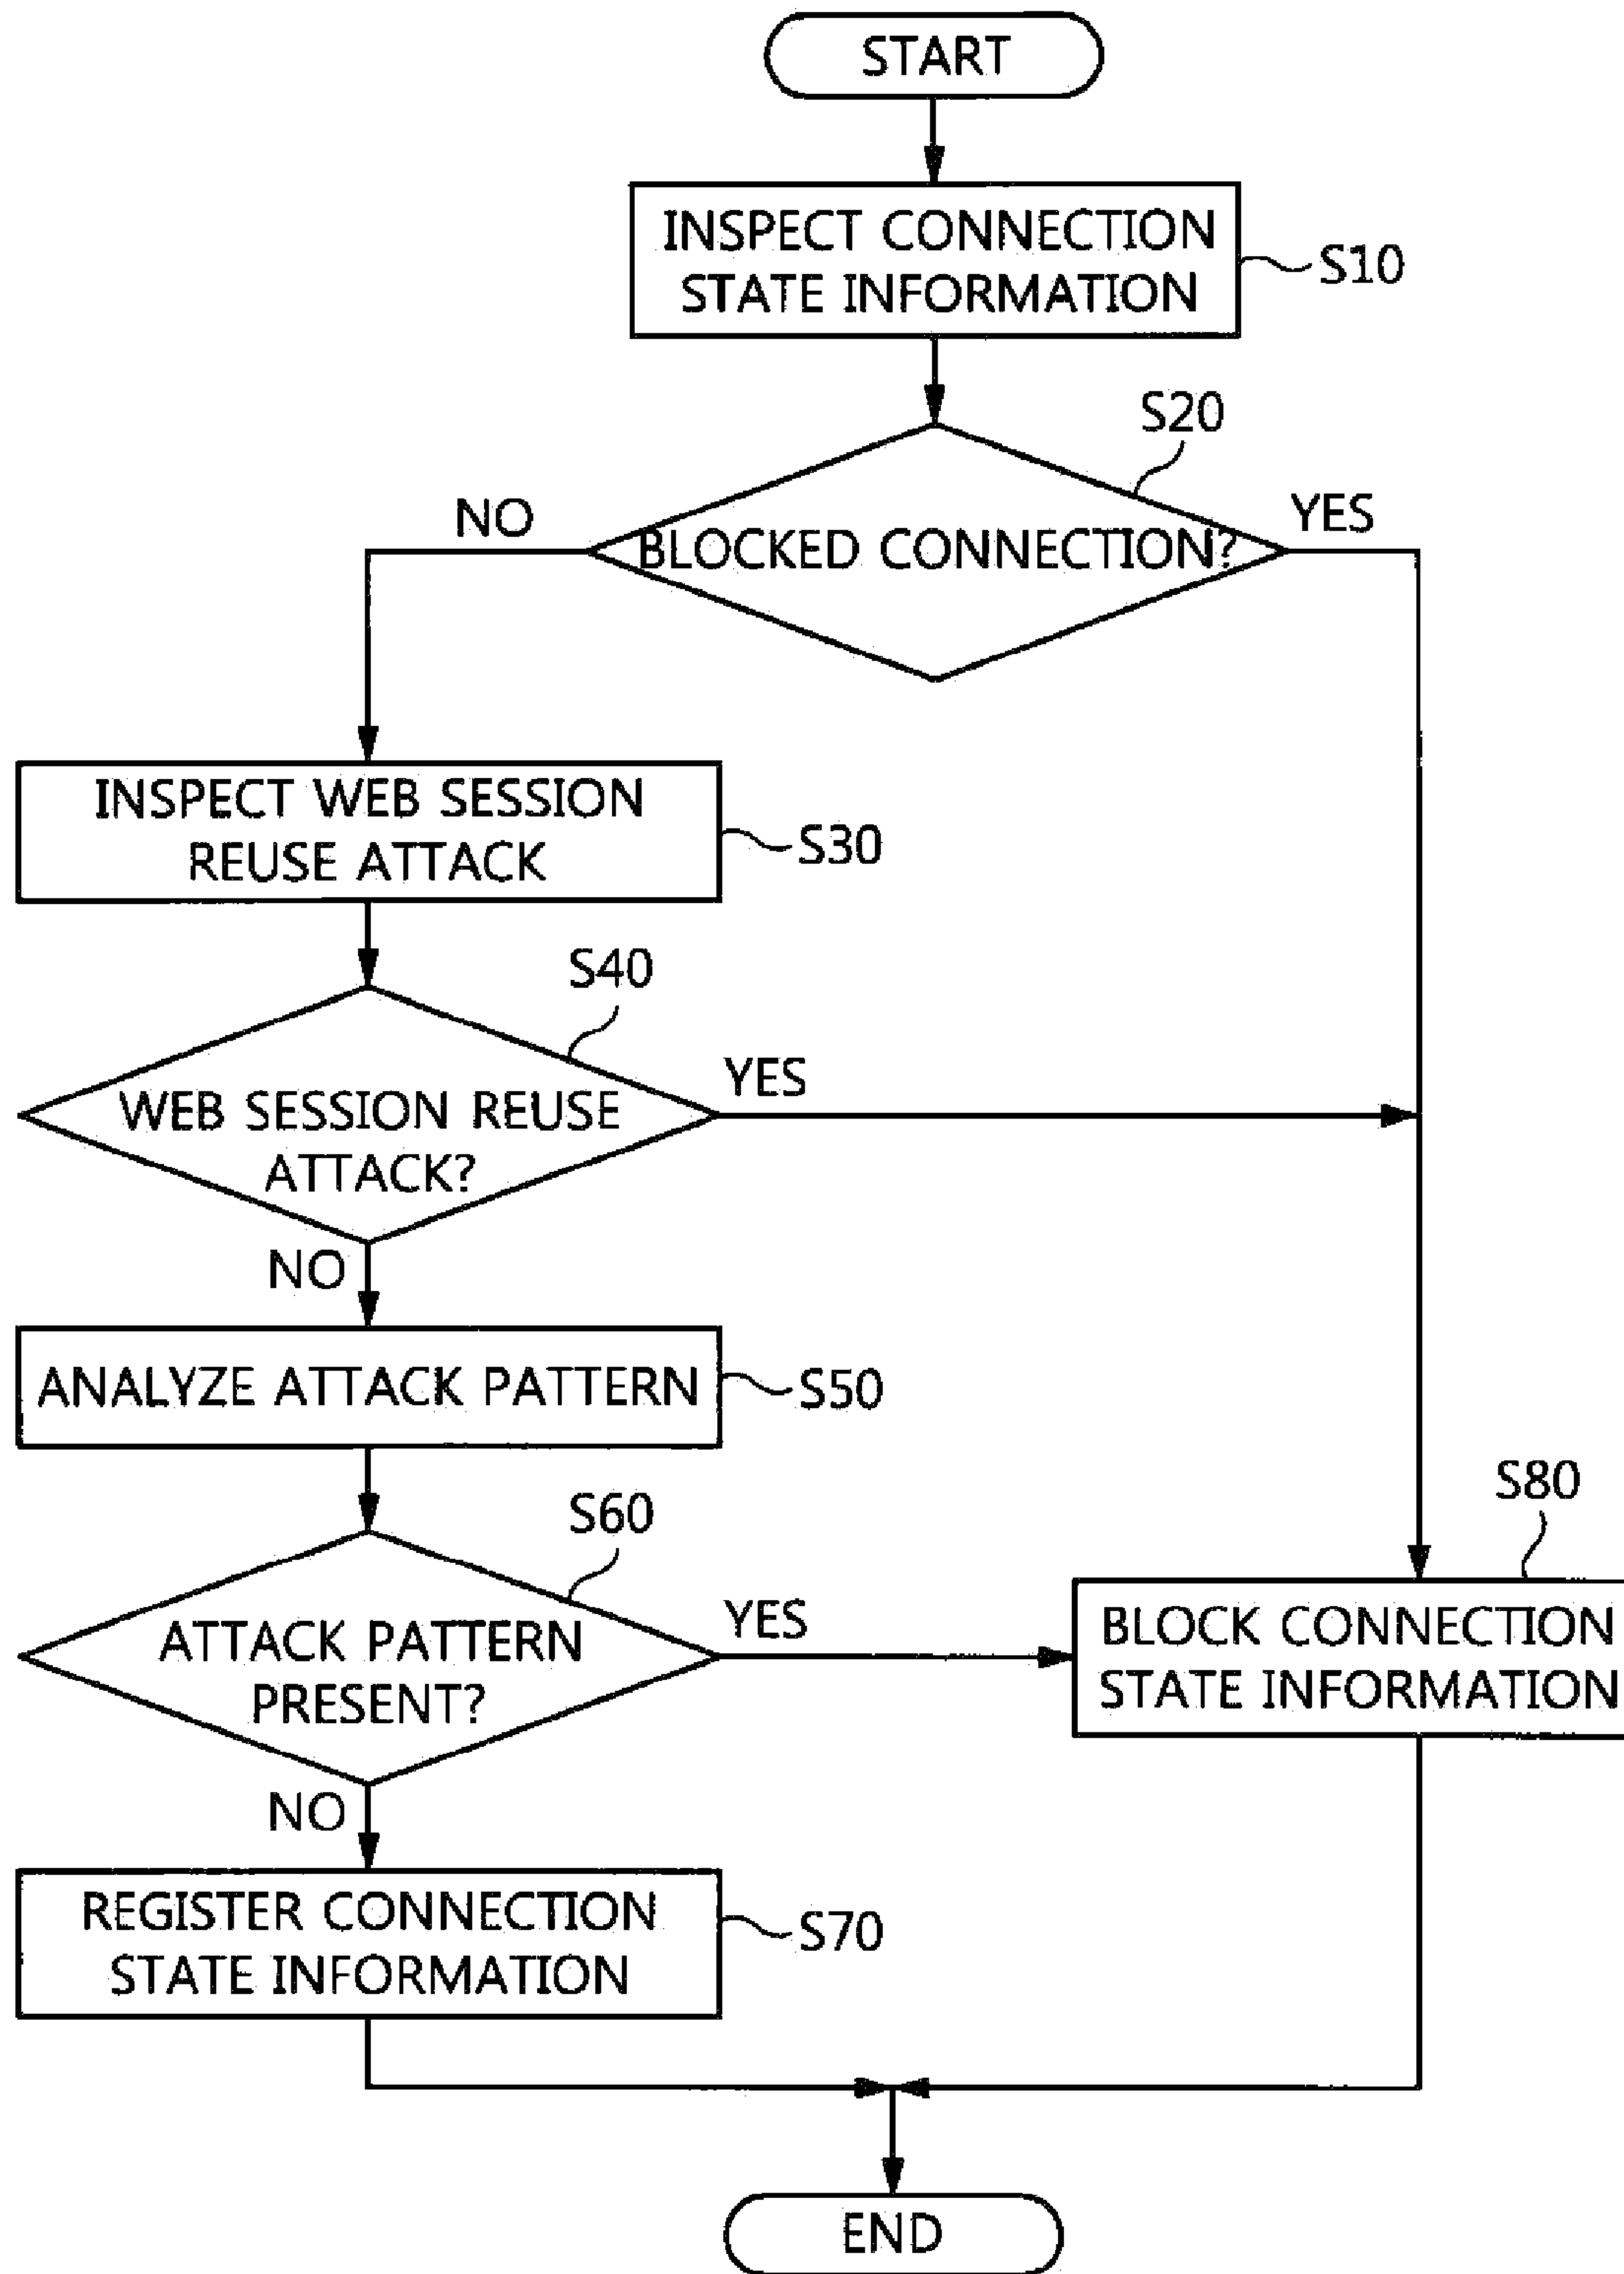 START
INSPECT CONNECTION
STATE INFORMATION
S10
S20
NO
BLOCKED CONNECTION?
YES
INSPECT WEB SESSION
REUSE ATTACK
S30
S40
WEB SESSION REUSE
ATTACK?
YES
NO
ANALYZE ATTACK PATTERN
S50
S60
ATTACK PATTERN
PRESENT?
YES
S80
BLOCK CONNECTION
STATE INFORMATION
NO
REGISTER CONNECTION
STATE INFORMATION
S70
END